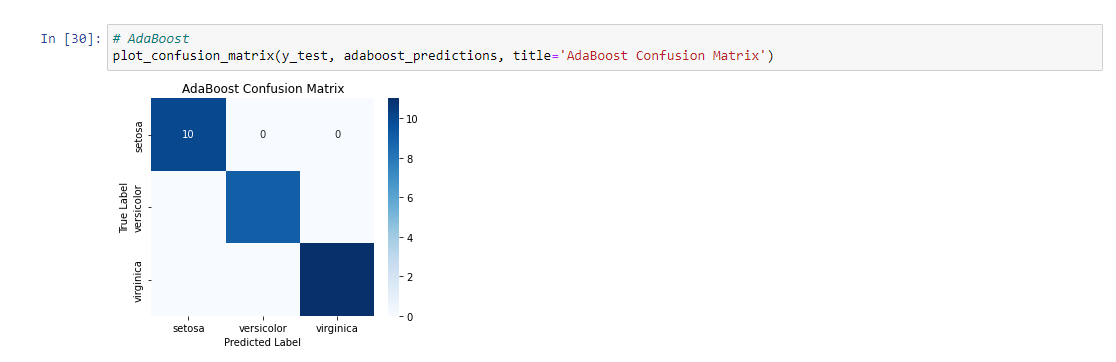 In [30]:
# AdaBoost
plot_confusion_matrix(y_test, adaboost_predictions, title='AdaBoost Confusion Matrix')
AdaBoost Confusion Matrix
setosa
10 0 0
10
8
True Label
versicolor
6
4
virginica
2
0
setosa versicolor virginica
Predicted Label